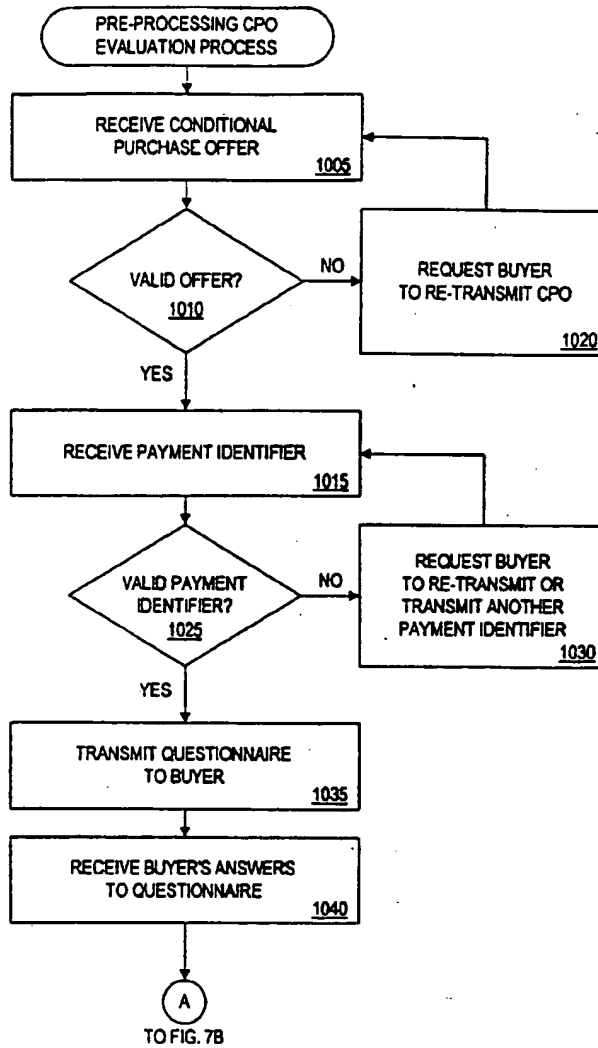 PRE-PROCESSING CPO
EVALUATION PROCESS
RECEIVE CONDITIONAL
PURCHASE OFFER
1005
VALID OFFER?
1010
NO
REQUEST BUYER
TO RE-TRANSMIT CPO
1020
YES
RECEIVE PAYMENT IDENTIFIER
1015
VALID PAYMENT
IDENTIFIER?
1025
NO
REQUEST BUYER
TO RE-TRANSMIT OR
TRANSMIT ANOTHER
PAYMENT IDENTIFIER
1030
YES
TRANSMIT QUESTIONNAIRE
TO BUYER
1035
RECEIVE BUYER'S ANSWERS
TO QUESTIONNAIRE
1040
A
TO FIG. 7B